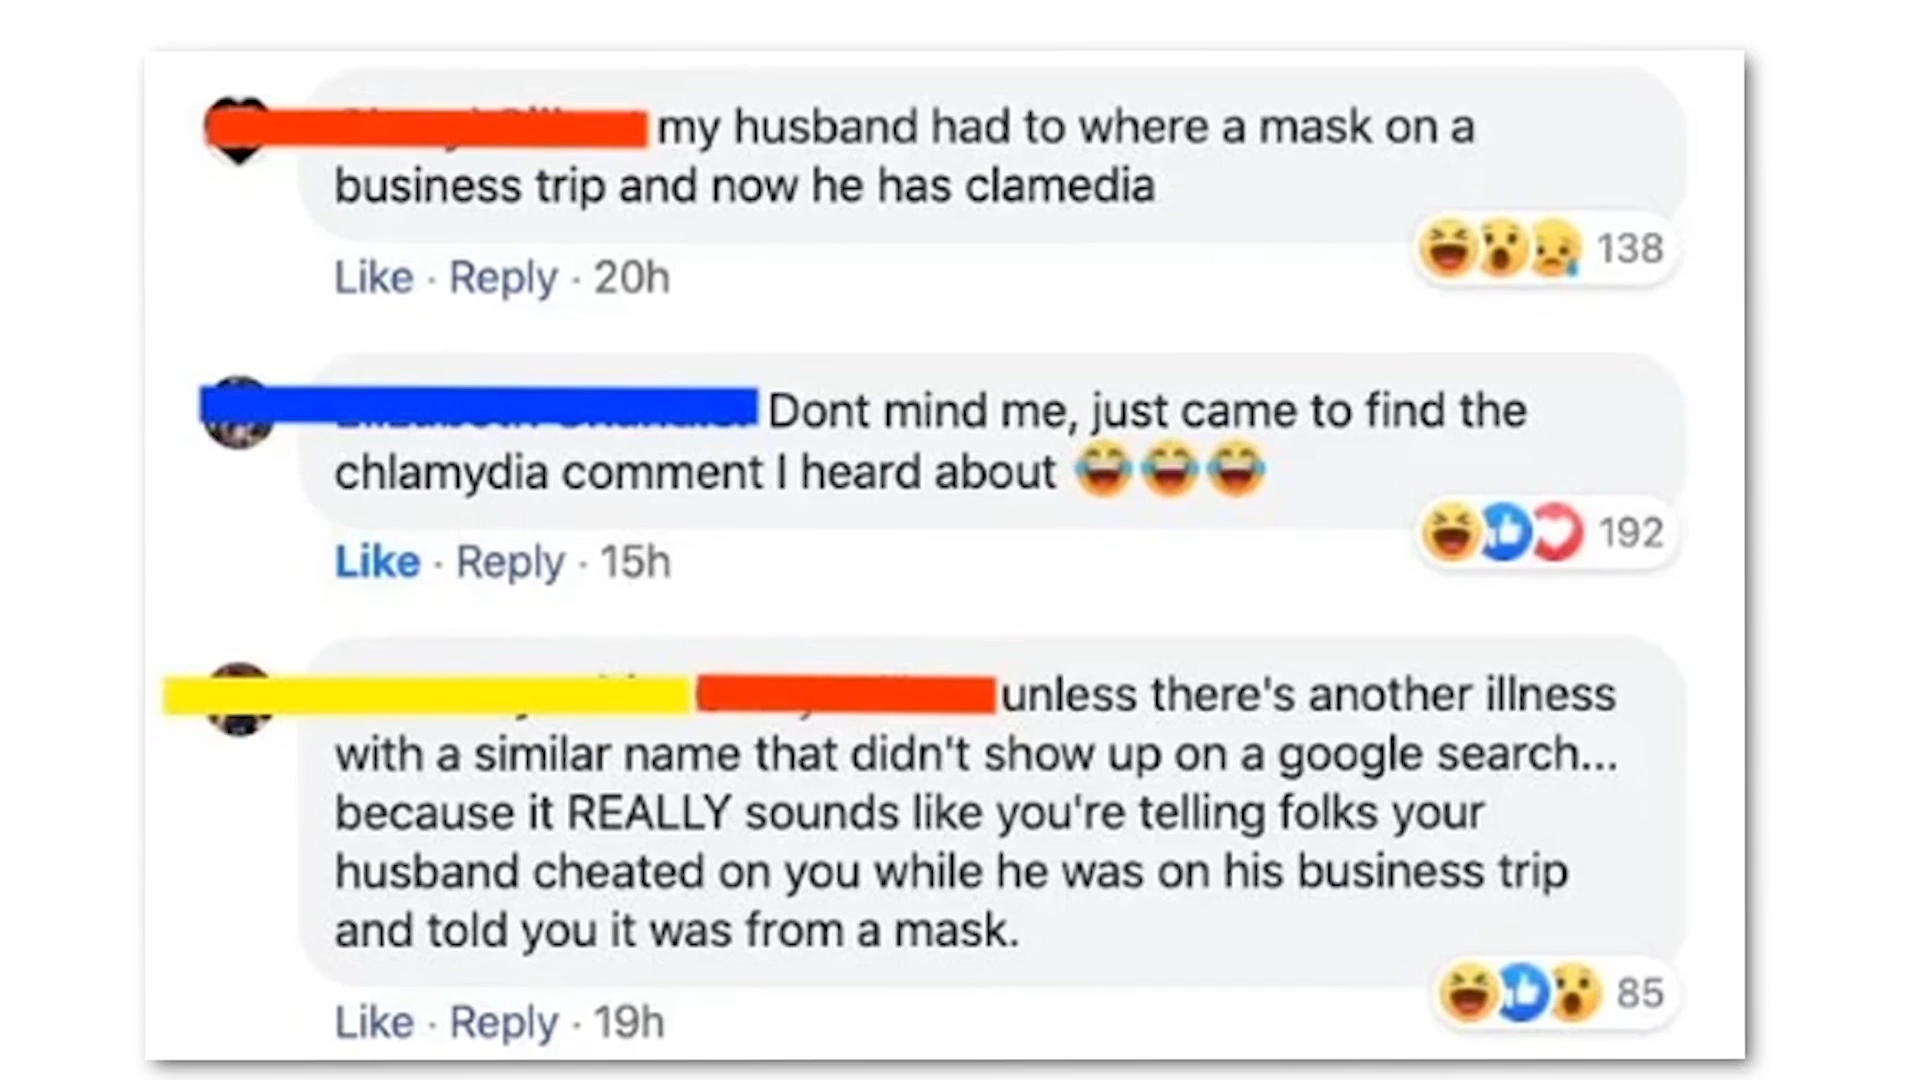 my husband had to where a mask on a
business trip and now he has clamedia
138
Like · Reply · 20h
Dont mind me, just came to find the
chlamydia comment I heard about 😂😂😂
192
Like · Reply · 15h
unless there's another illness
with a similar name that didn't show up on a google search...
because it REALLY sounds like you're telling folks your
husband cheated on you while he was on his business trip
and told you it was from a mask.
85
Like · Reply · 19h